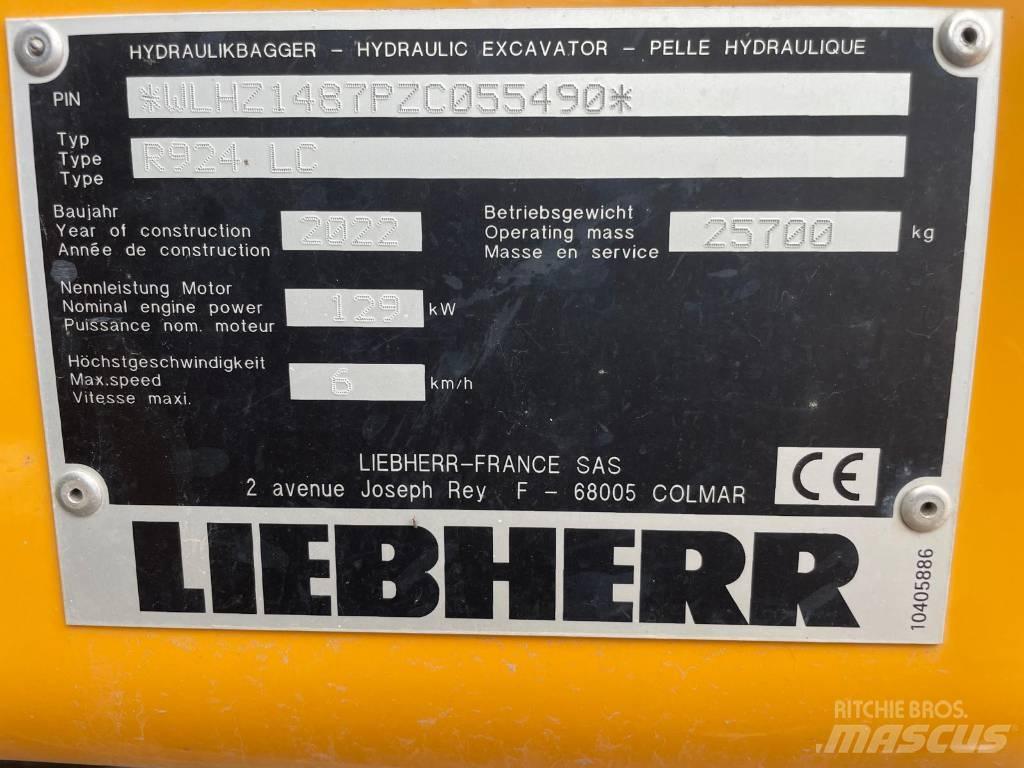 HYDRAULIKBAGGER – HYDRAULIC EXCAVATOR – PELLE HYDRAULIQUE
PIN *WLHZ1487PZC055490*
Typ
Type R924 LC
Type
Baujahr
Year of construction 2022
Année de construction
Betriebsgewicht
Operating mass 25700 kg
Masse en service
Nennleistung Motor
Nominal engine power 129 kW
Puissance nom. moteur
Höchstgeschwindigkeit
Max.speed 6 km/h
Vitesse maxi.
LIEBHERR–FRANCE SAS
2 avenue Joseph Rey F – 68005 COLMAR
CE
LIEBHERR
10405886
RITCHIE BROS.
MASCUS